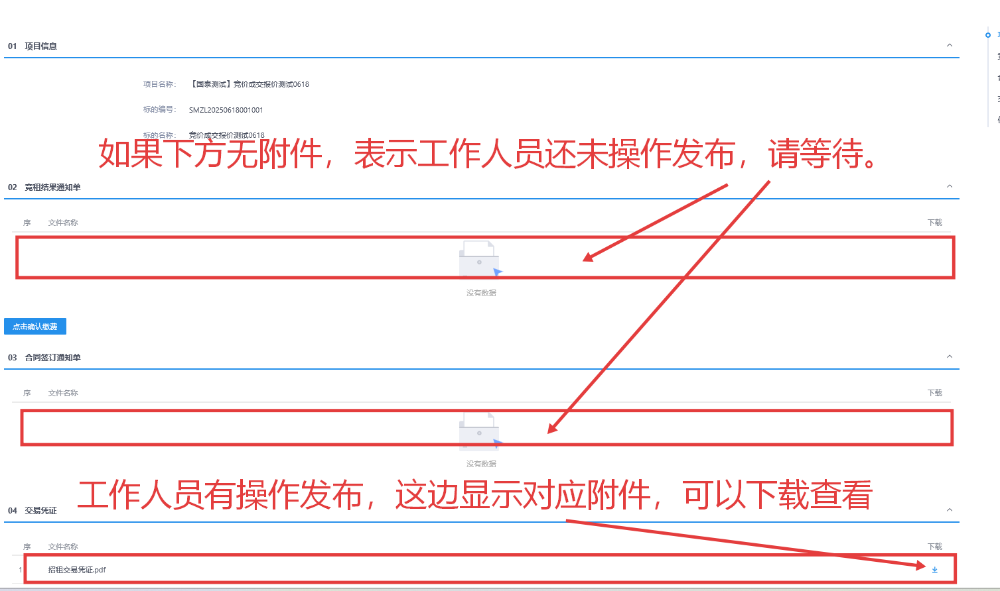 01 项目信息
项目名称： 【国泰测试】竞价成交报价测试0618
标的编号： SMZL20250618001001
标的名称： 竞价成交报价测试0618
如果下方无附件，表示工作人员还未操作发布，请等待。
02 竞租结果通知单
序 文件名称 下载
没有数据
点击确认缴费
03 合同签订通知单
序 文件名称 下载
没有数据
工作人员有操作发布，这边显示对应附件，可以下载查看
04 交易凭证
序 文件名称 下载
1 招租交易凭证.pdf